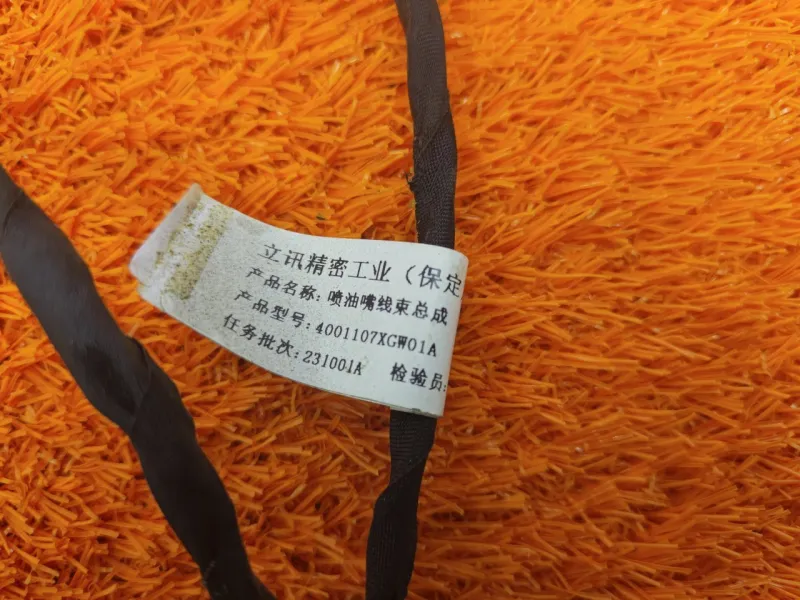 立讯精密工业（保定
产品名称：喷油嘴线束总成
产品型号：4001107XGW01A
任务批次：231001A 检验员：